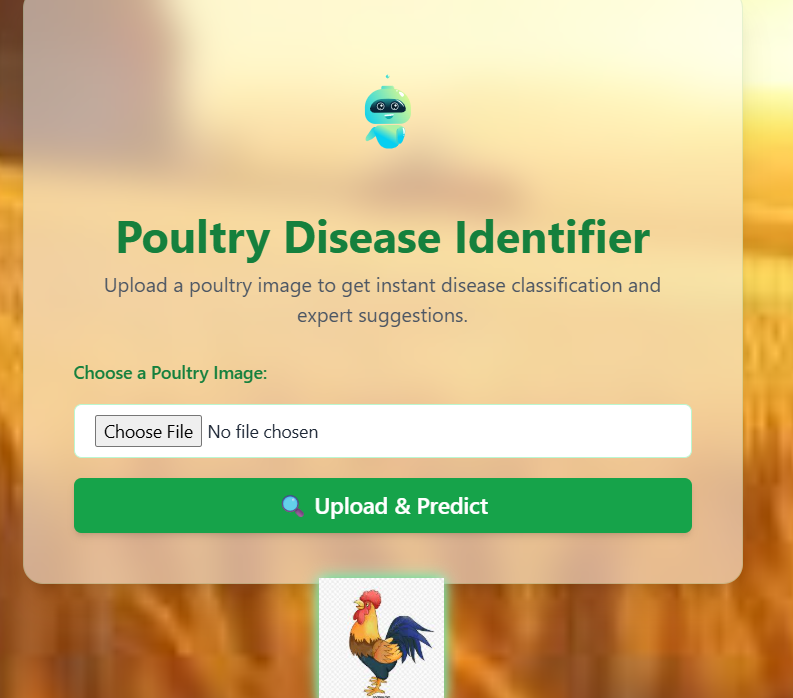 Poultry Disease Identifier
Upload a poultry image to get instant disease classification and
expert suggestions.
Choose a Poultry Image:
Choose File No file chosen
🔍 Upload & Predict